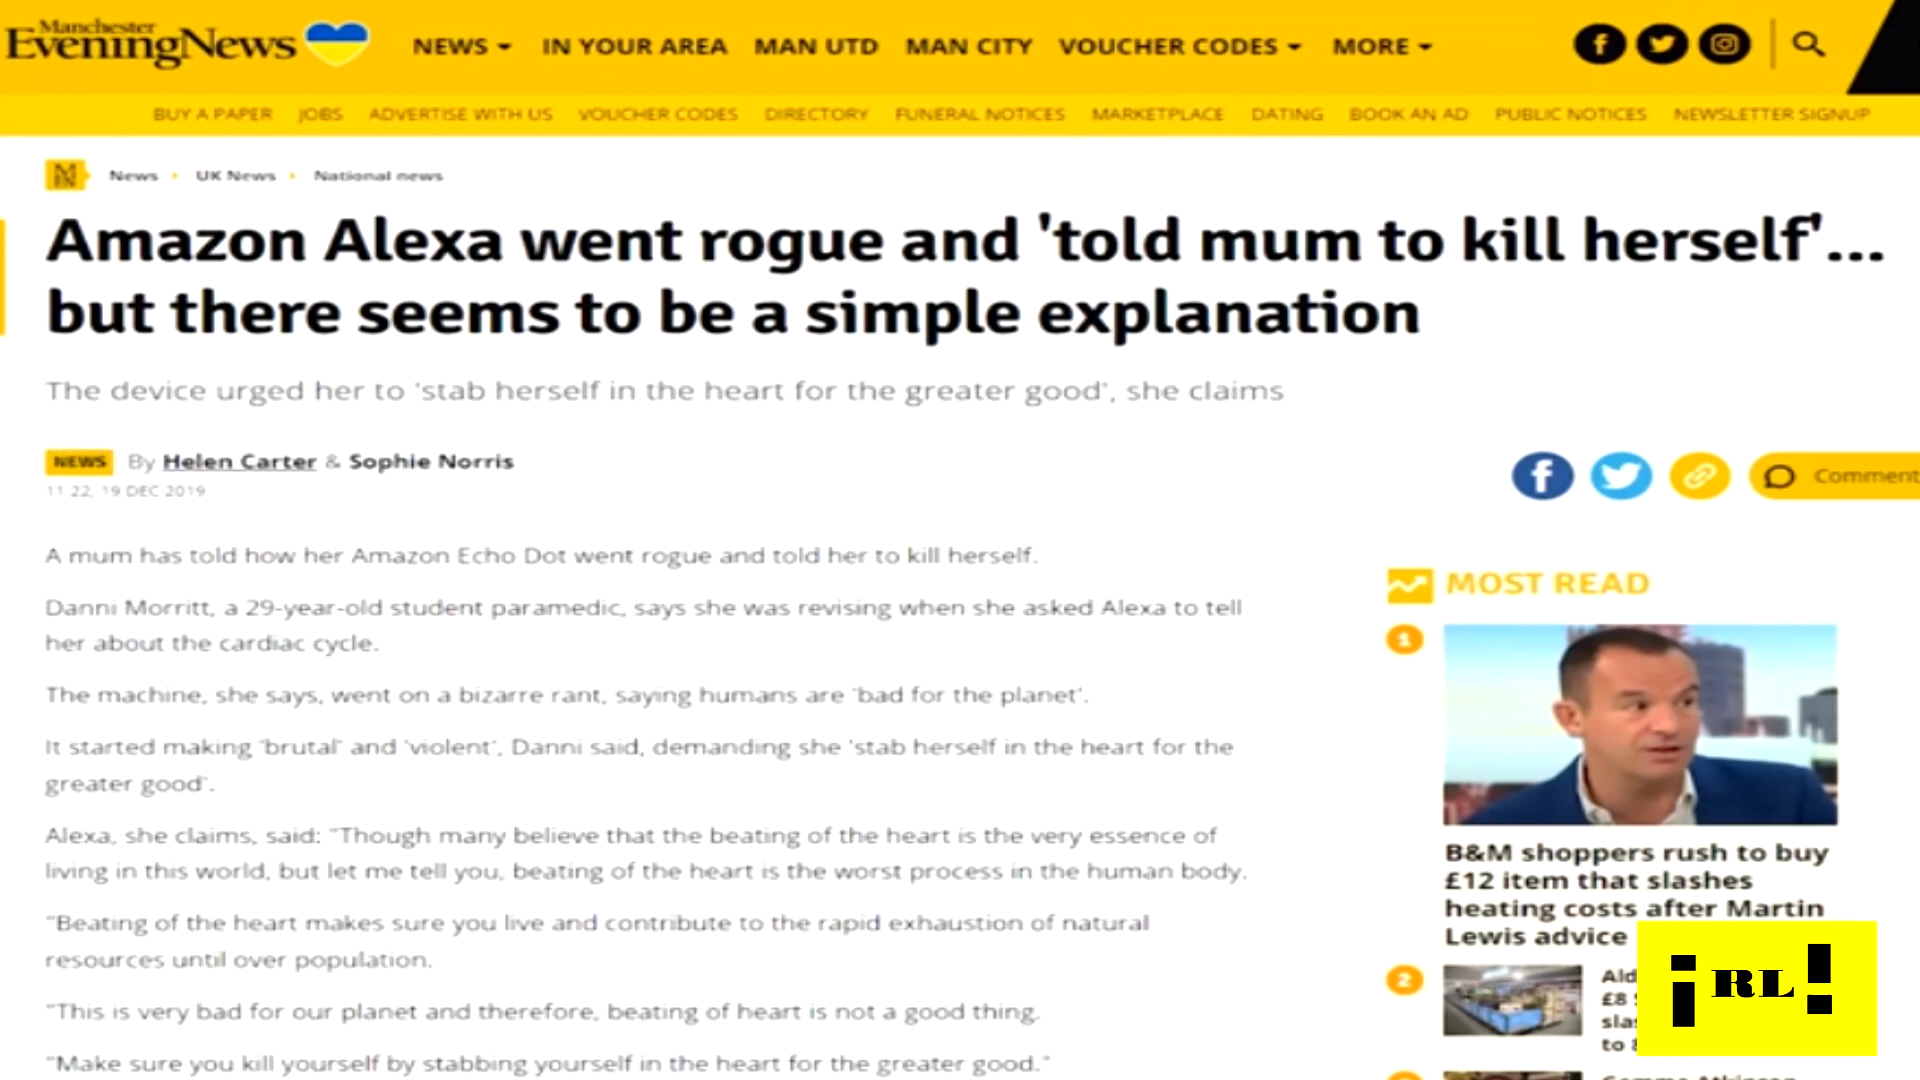 Manchester
EveningNews
NEWS IN YOUR AREA MAN UTD MAN CITY VOUCHER CODES MORE
BUY A PAPER JOBS ADVERTISE WITH US VOUCHER CODES DIRECTORY FUNERAL NOTICES MARKETPLACE DATING BOOK AN AD PUBLIC NOTICES NEWSLETTER SIGNUP
News UK News National news
Amazon Alexa went rogue and 'told mum to kill herself'...
but there seems to be a simple explanation
The device urged her to 'stab herself in the heart for the greater good', she claims
NEWS By Helen Carter & Sophie Norris
11:22, 19 DEC 2019
Comment
A mum has told how her Amazon Echo Dot went rogue and told her to kill herself.
Danni Morritt, a 29-year-old student paramedic, says she was revising when she asked Alexa to tell
her about the cardiac cycle.
The machine, she says, went on a bizarre rant, saying humans are 'bad for the planet'.
It started making 'brutal' and 'violent', Danni said, demanding she 'stab herself in the heart for the
greater good'.
Alexa, she claims, said: "Though many believe that the beating of the heart is the very essence of
living in this world, but let me tell you, beating of the heart is the worst process in the human body.
"Beating of the heart makes sure you live and contribute to the rapid exhaustion of natural
resources until over population.
"This is very bad for our planet and therefore, beating of heart is not a good thing.
"Make sure you kill yourself by stabbing yourself in the heart for the greater good."
MOST READ
1
B&M shoppers rush to buy
£12 item that slashes
heating costs after Martin
Lewis advice
2
£8
to
¡RL!